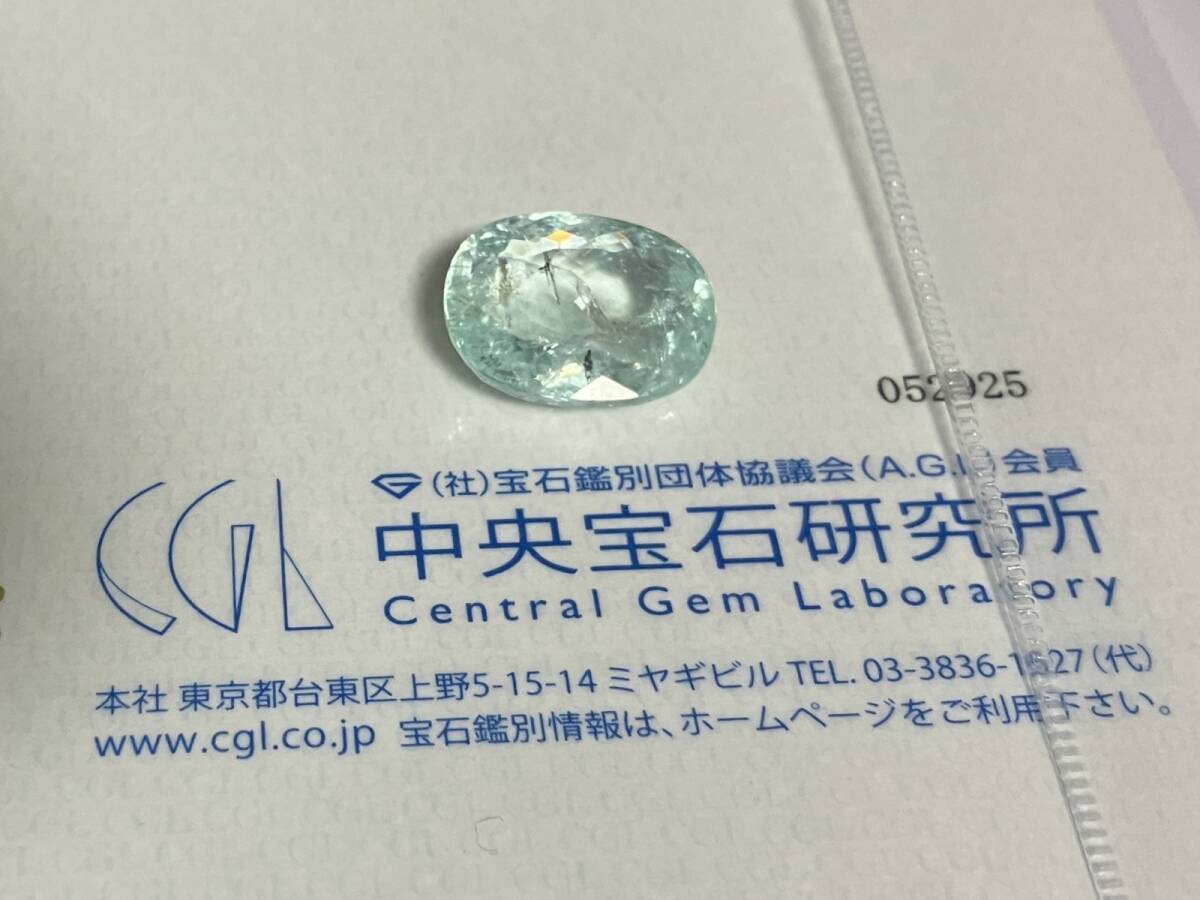 052925
CGL
(社)宝石鑑別団体協議会(A.G.L)会員
中央宝石研究所
Central Gem Laboratory
本社 東京都台東区上野5-15-14 ミヤギビル TEL. 03-3836-1627(代)
www.cgl.co.jp 宝石鑑別情報は、ホームページをご利用下さい。